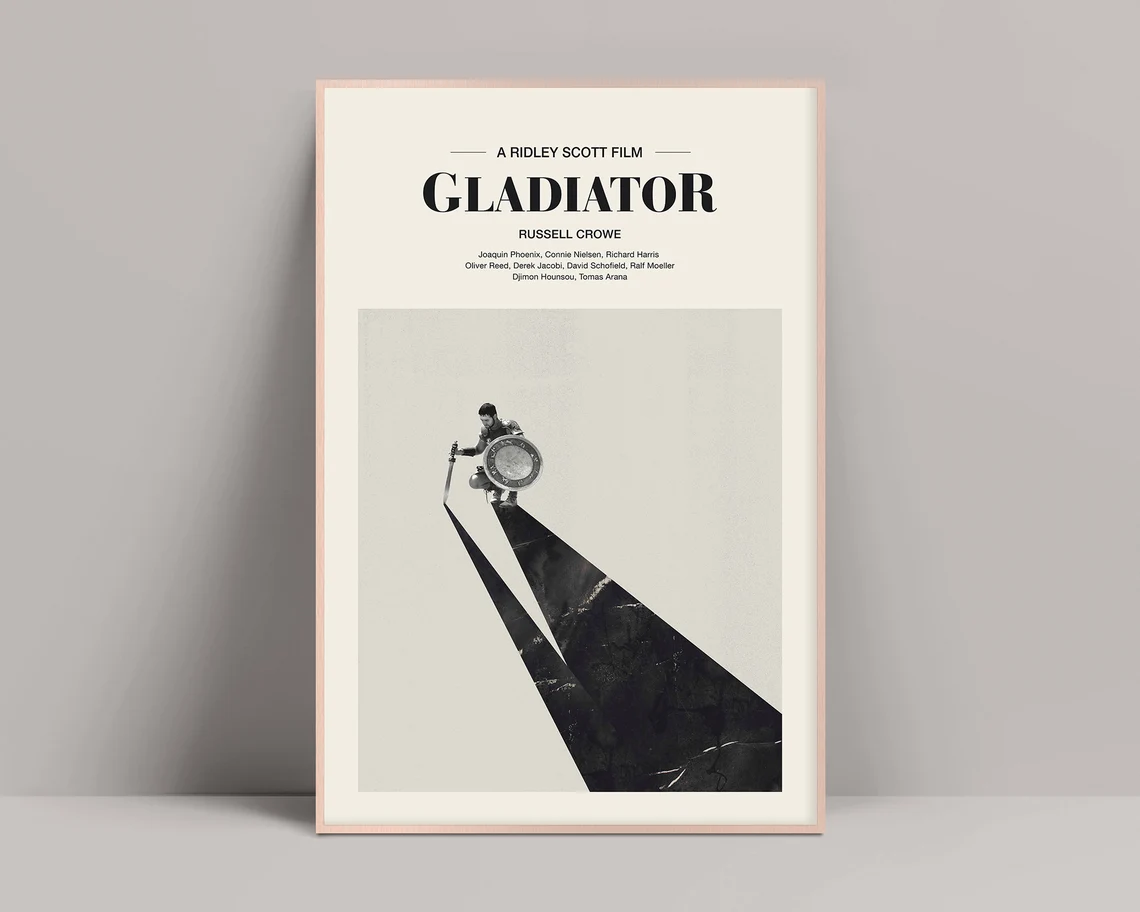 A RIDLEY SCOTT FILM
GLADIATOR
RUSSELL CROWE
Joaquin Phoenix, Connie Nielsen, Richard Harris
Oliver Reed, Derek Jacobi, David Schofield, Ralf Moeller
Djimon Hounsou, Tomas Arana